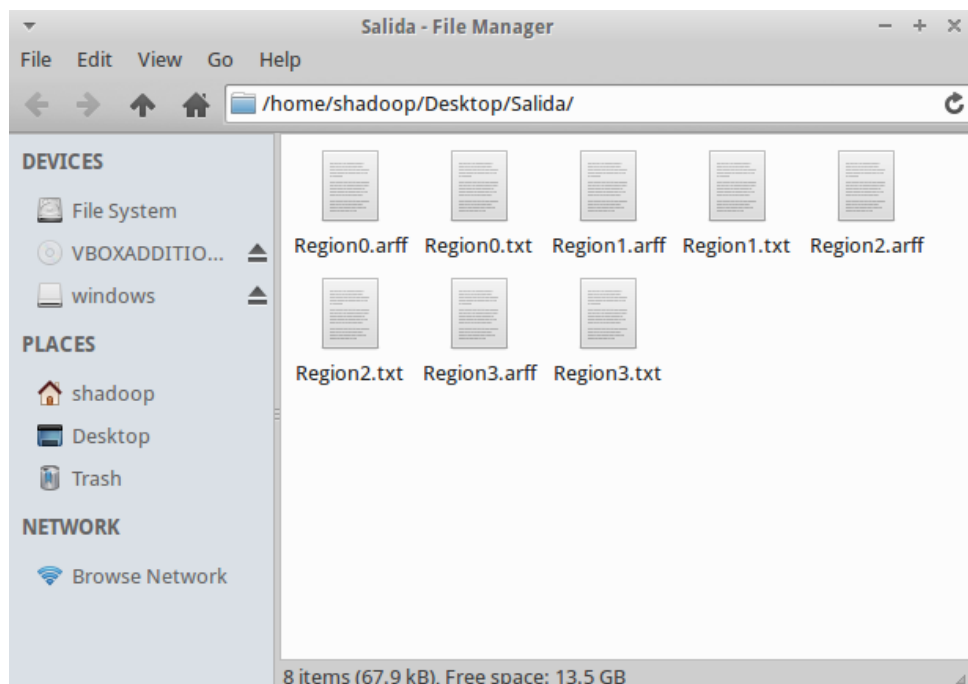 Salida - File Manager
File Edit View Go Help
/home/shadoop/Desktop/Salida/
DEVICES
File System
VBOXADDITIO...
windows
PLACES
shadoop
Desktop
Trash
NETWORK
Browse Network
Region0.arff Region0.txt Region1.arff Region1.txt Region2.arff
Region2.txt Region3.arff Region3.txt
8 items (67.9 kB), Free space: 13.5 GB